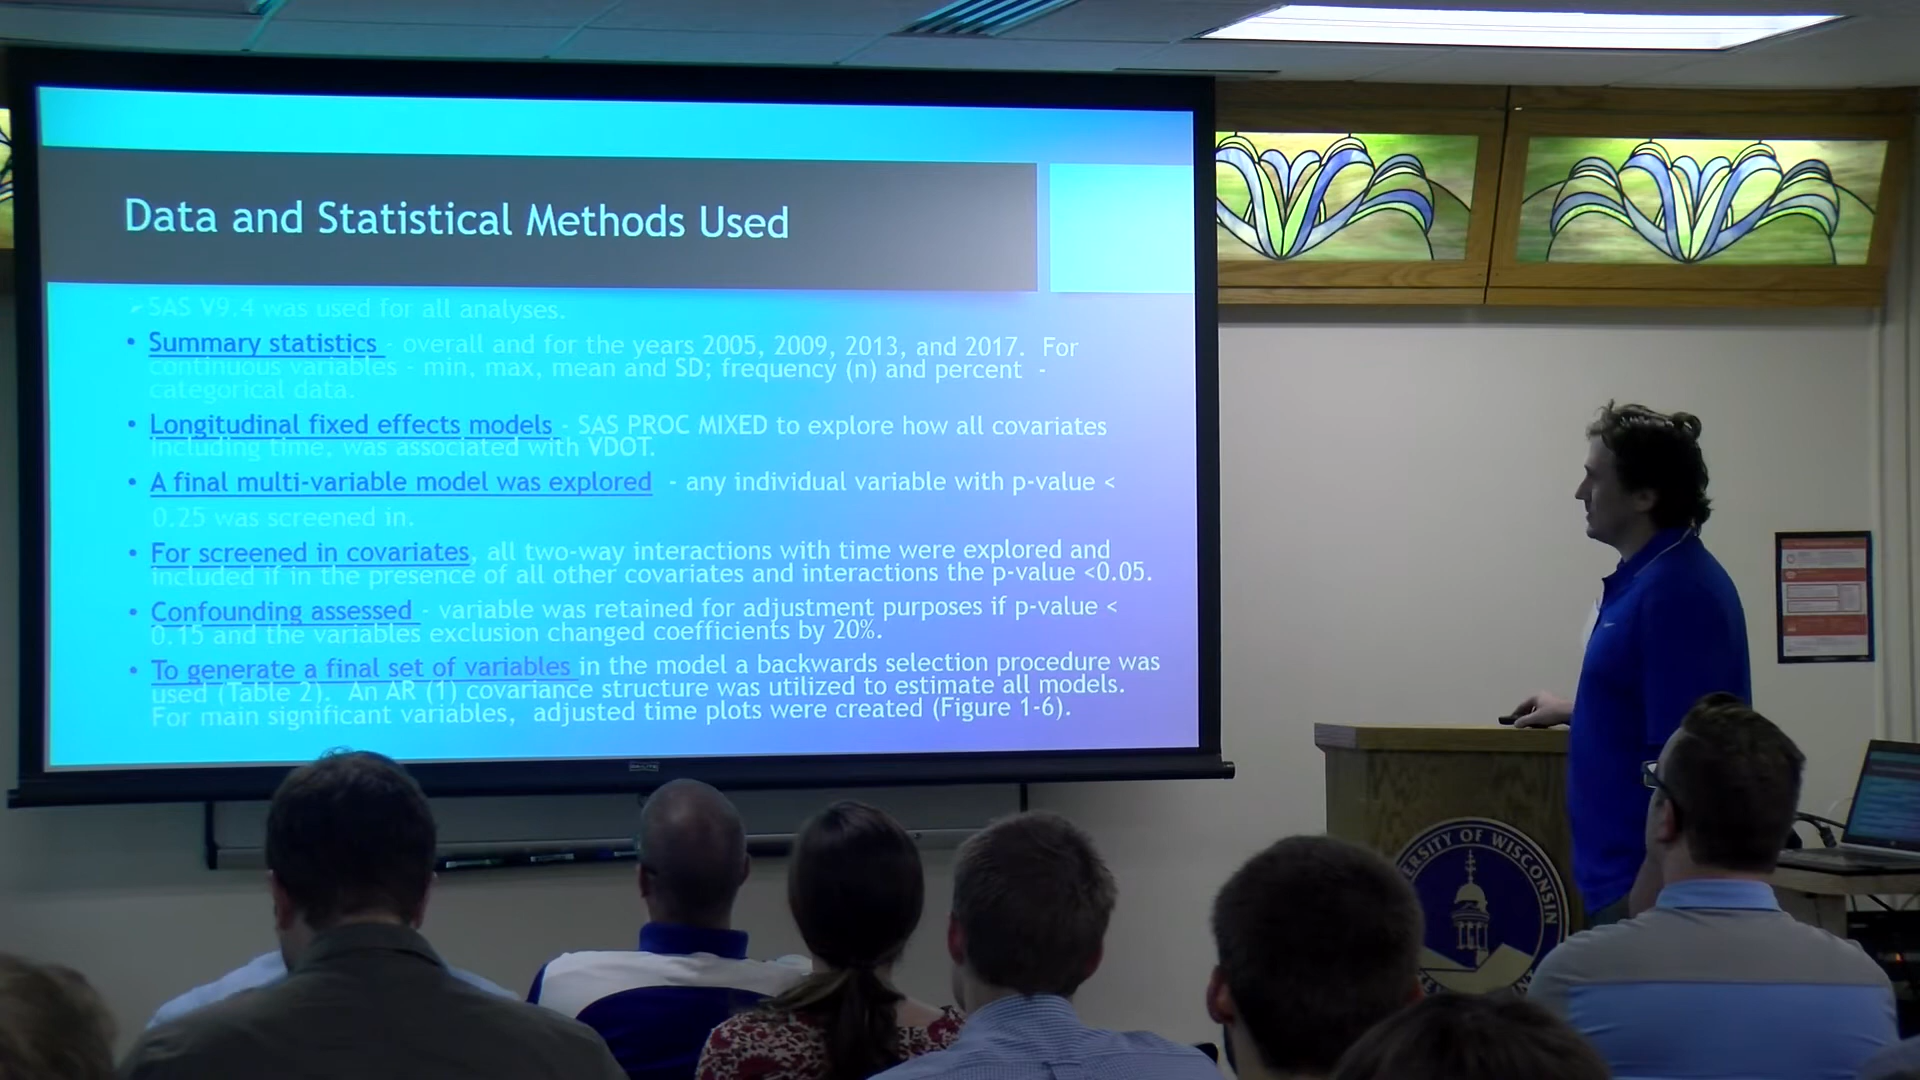 Data and Statistical Methods Used
➢SAS V9.4 was used for all analyses.
• Summary statistics - overall and for the years 2005, 2009, 2013, and 2017. For
continuous variables - min, max, mean and SD; frequency (n) and percent -
categorical data.
• Longitudinal fixed effects models - SAS PROC MIXED to explore how all covariates
including time, was associated with VDOT.
• A final multi-variable model was explored - any individual variable with p-value <
0.25 was screened in.
• For screened in covariates, all two-way interactions with time were explored and
included if in the presence of all other covariates and interactions the p-value <0.05.
• Confounding assessed - variable was retained for adjustment purposes if p-value <
0.15 and the variables exclusion changed coefficients by 20%.
• To generate a final set of variables in the model a backwards selection procedure was
used (Table 2). An AR (1) covariance structure was utilized to estimate all models.
For main significant variables, adjusted time plots were created (Figure 1-6).
OF WISCONSIN